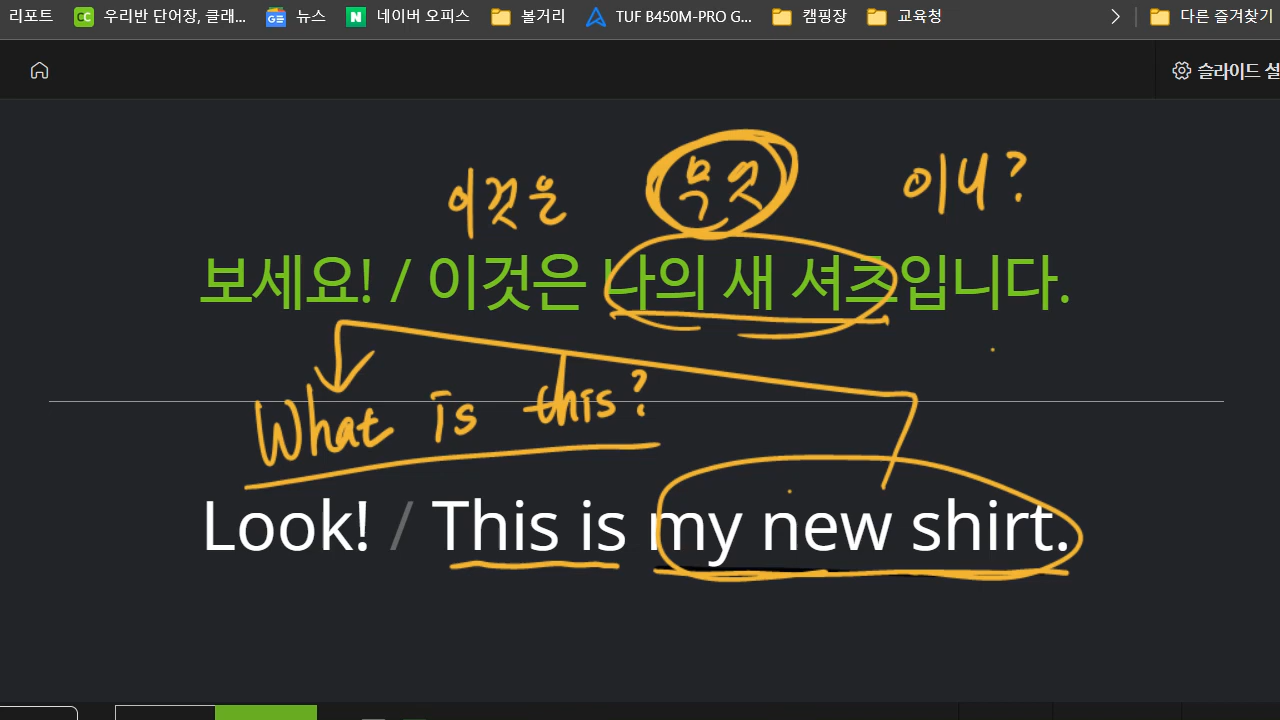 리포트 CC 우리반 단어장, 클래... GE 뉴스 N 네이버 오피스 볼거리 TUF B450M-PRO G... 캠핑장 교육청 다른 즐겨찾기
슬라이드 설
이것은 무엇 이니?
보세요! / 이것은 나의 새 셔츠입니다.
What is this?
Look! / This is my new shirt.